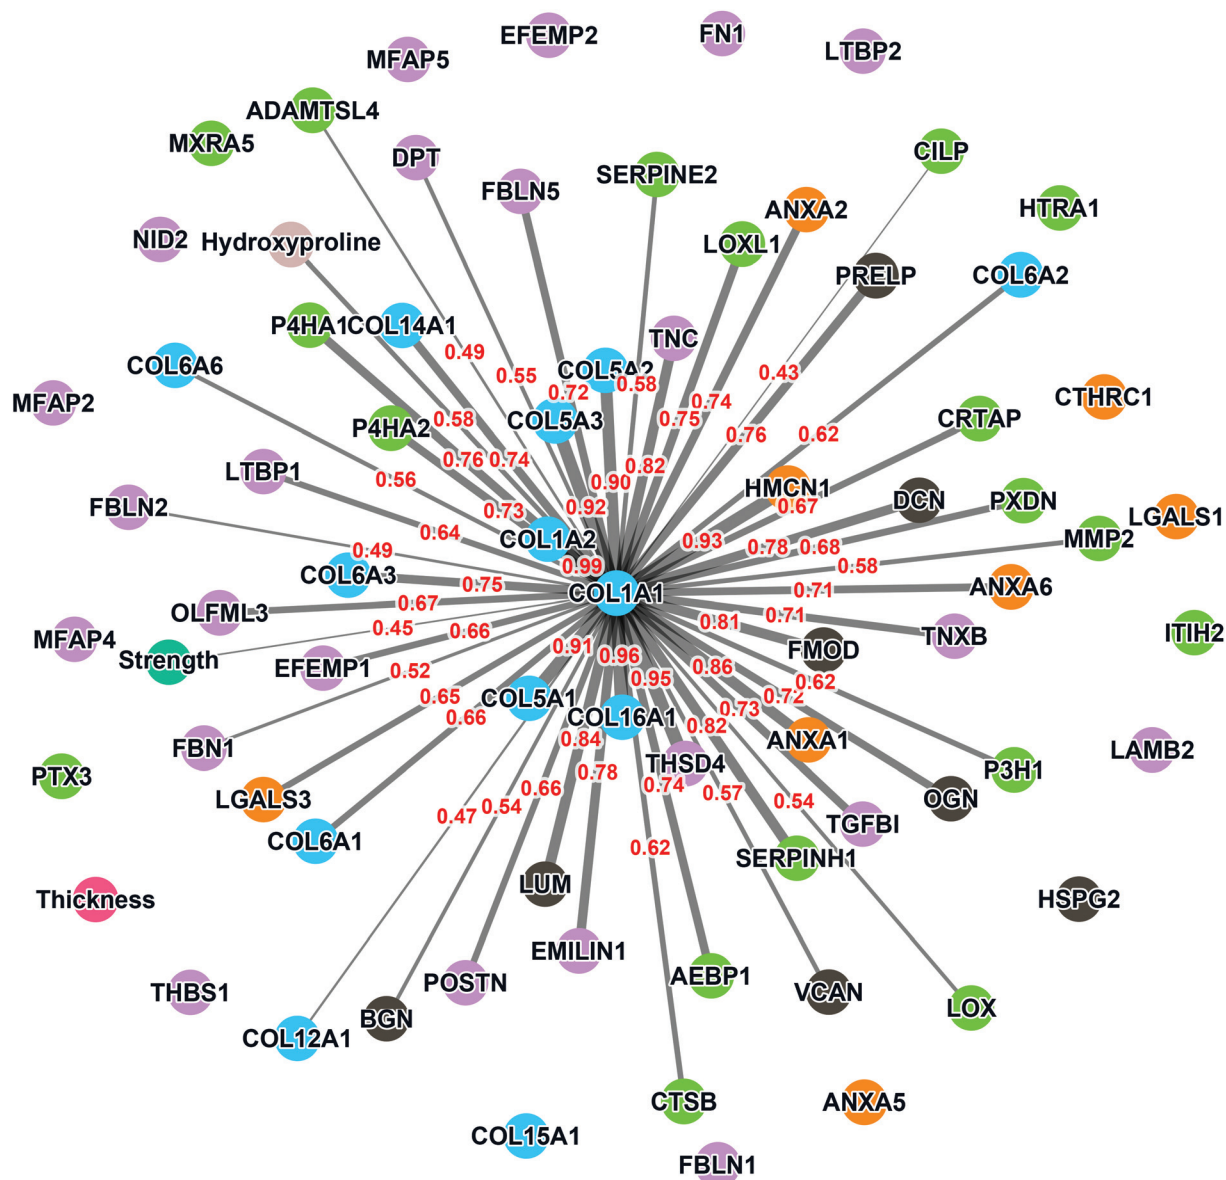 EFEMP2
FN1
LTBP2
MFAP5
ADAMTSL4
MXRA5
DPT
FBLN5
SERPINE2
CILP
ANXA2
HTRA1
NID2
Hydroxyproline
LOXL1
PRELP
COL6A2
P4HA1
COL14A1
TNC
0.49
COL6A6
0.55
0.72
COL5A2
0.58
0.43
MFAP2
CTHRC1
P4HA2
0.58
COL5A3
0.75
0.74
0.76
0.62
CRTAP
LTBP1
0.56
0.76
0.74
0.90
0.82
HMCN1
FBLN2
0.64
0.73
0.92
0.67
DCN
PXDN
LGALS1
COL1A2
0.93
0.78
0.68
MMP2
0.49
0.99
0.58
COL6A3
0.75
COL1A1
0.71
ANXA6
OLFML3
0.67
0.45
0.66
0.81
0.71
TNXB
MFAP4
ITIH2
Strength
EFEMP1
0.52
0.91
0.96
0.86
FMOD
0.65
0.66
COL5A1
0.95
0.72
0.62
FBN1
COL16A1
0.82
0.73
ANXA1
LAMB2
PTX3
LGALS3
0.84
0.78
THSD4
P3H1
COL6A1
0.47
0.54
0.66
0.74
0.57
0.54
OGN
TGFBI
0.62
SERPINH1
Thickness
LUM
HSPG2
THBS1
POSTN
EMILIN1
AEBP1
VCAN
LOX
COL12A1
BGN
CTSB
ANXA5
COL15A1
FBLN1